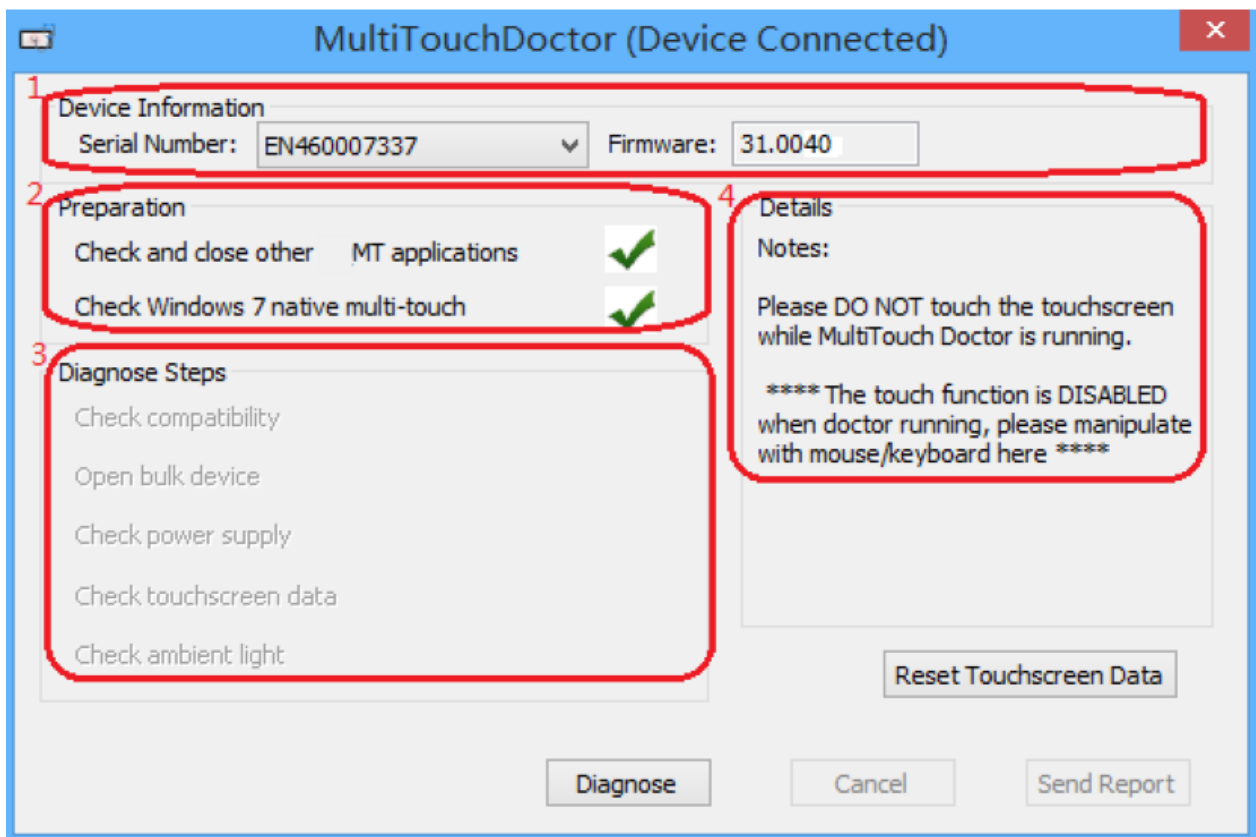 MultiTouchDoctor (Device Connected)
1
Device Information
Serial Number: EN460007337 Firmware: 31.0040
2
Preparation
Check and close other MT applications
Check Windows 7 native multi-touch
3
Diagnose Steps
Check compatibility
Open bulk device
Check power supply
Check touchscreen data
Check ambient light
4
Details
Notes:
Please DO NOT touch the touchscreen
while MultiTouch Doctor is running.
**** The touch function is DISABLED
when doctor running, please manipulate
with mouse/keyboard here ****
Reset Touchscreen Data
Diagnose Cancel Send Report